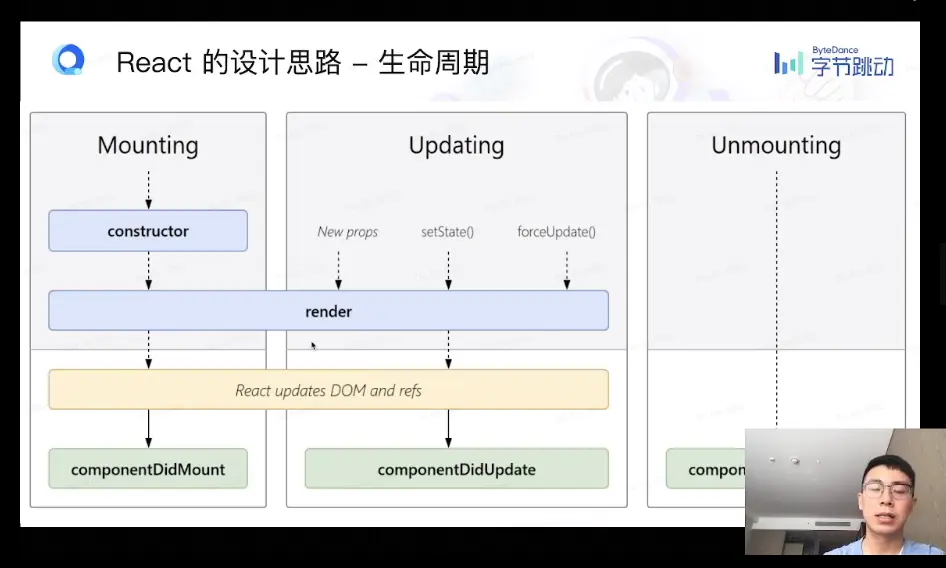 React 的设计思路 – 生命周期
ByteDance
字节跳动
Mounting
Updating
Unmounting
constructor
New props
setState()
forceUpdate()
render
React updates DOM and refs
componentDidMount
componentDidUpdate
compon